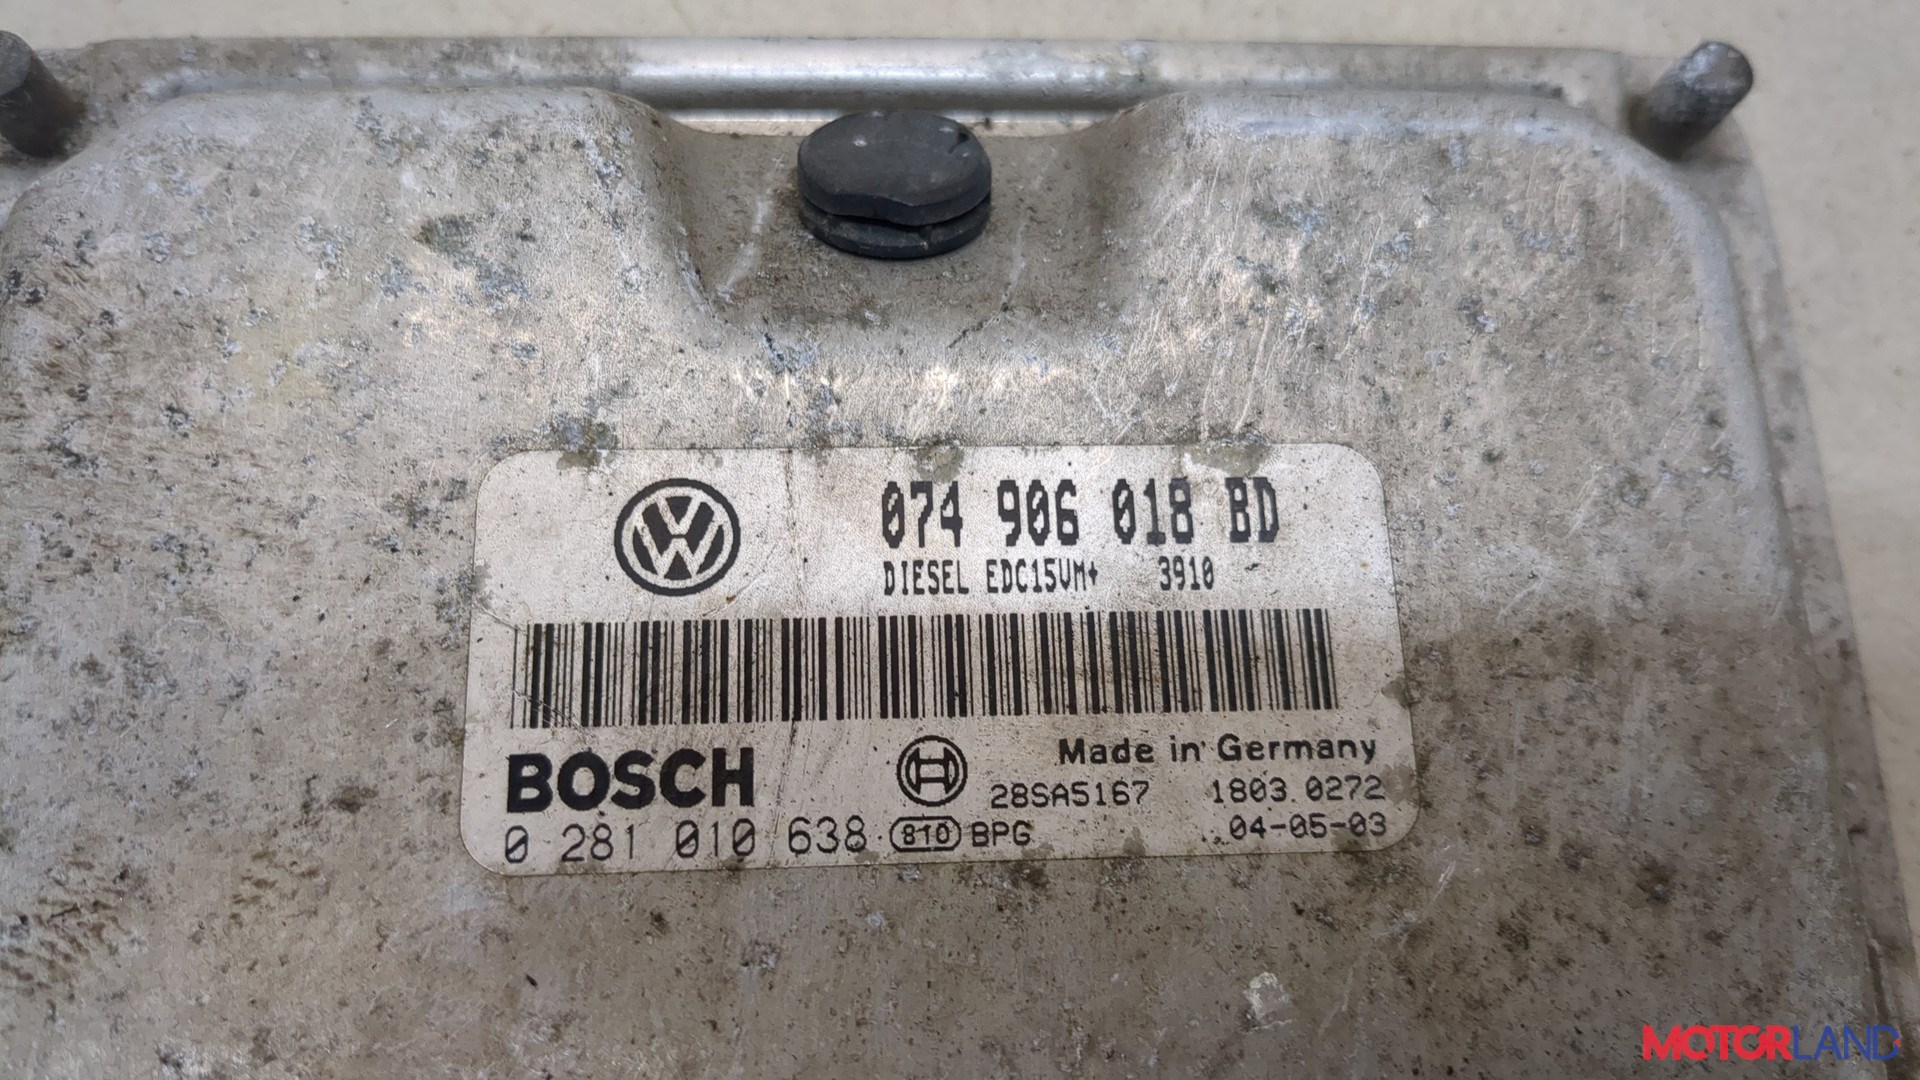 074 906 018 BD
DIESEL EDC15VM+ 3910
BOSCH
Made in Germany
28SA5167 1803 0272
0 281 010 638 810 BPG 04-05-03
MOTORLAND